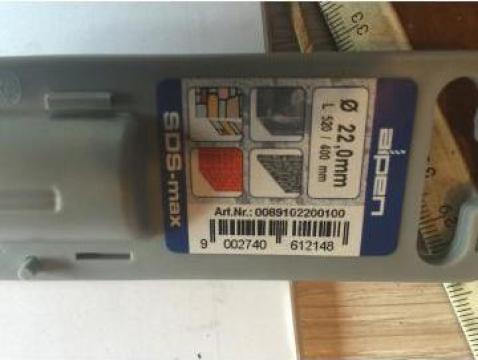 alpen
Ø 22,0mm
L 520 / 400 mm
SDS-max
Art.Nr.: 0089102200100
9 002740 612148